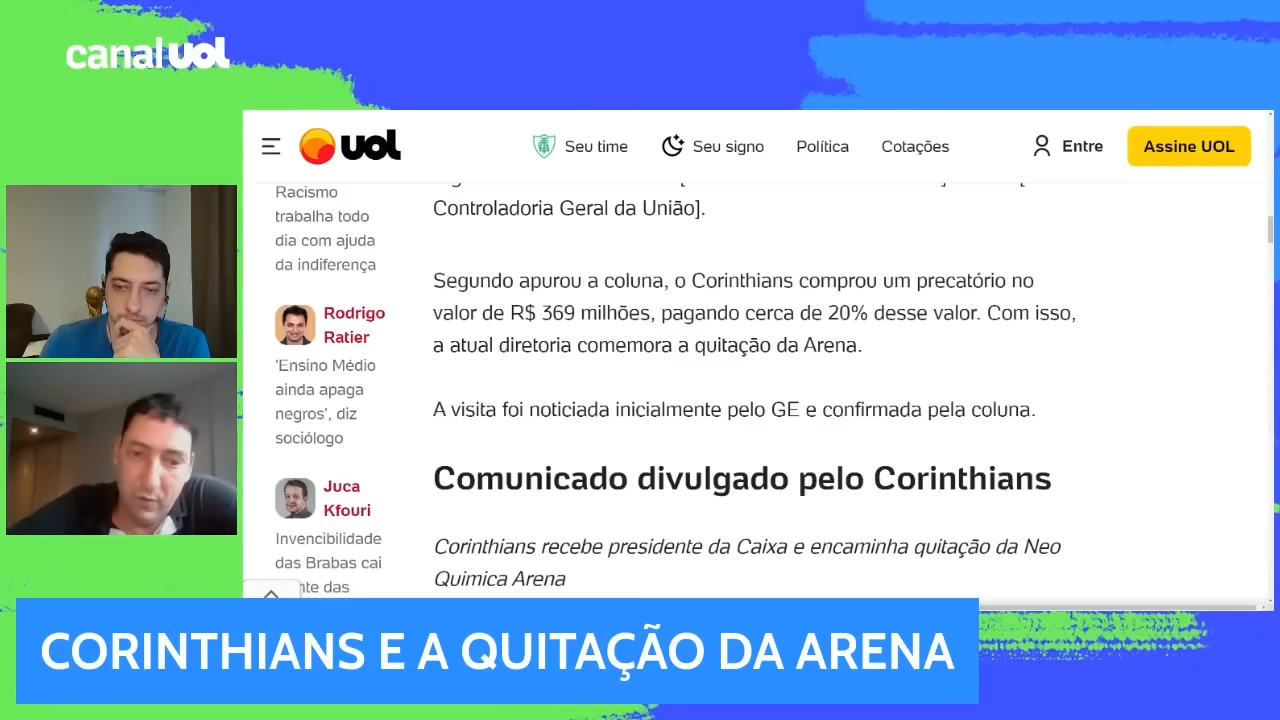 canal uol
uol
Seu time
Seu signo
Política
Cotações
Entre
Assine UOL
Racismo
trabalha todo
dia com ajuda
da indiferença
Rodrigo
Ratier
'Ensino Médio
ainda apaga
negros', diz
sociólogo
Juca
Kfouri
Invencibilidade
das Brabas cai
nte das
Controladoria Geral da União].
Segundo apurou a coluna, o Corinthians comprou um precatório no
valor de R$ 369 milhões, pagando cerca de 20% desse valor. Com isso,
a atual diretoria comemora a quitação da Arena.
A visita foi noticiada inicialmente pelo GE e confirmada pela coluna.
Comunicado divulgado pelo Corinthians
Corinthians recebe presidente da Caixa e encaminha quitação da Neo
Quimica Arena
CORINTHIANS E A QUITAÇÃO DA ARENA